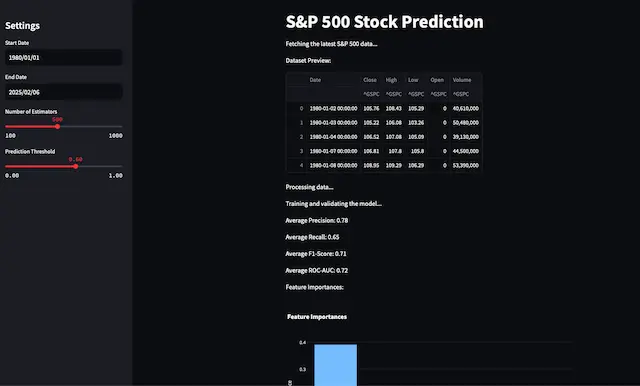 Settings
Start Date
1980/01/01
End Date
2025/02/06
Number of Estimators
500
100 1000
Prediction Threshold
0.60
0.00 1.00
S&P 500 Stock Prediction
Fetching the latest S&P 500 data...
Dataset Preview:
Date Close High Low Open Volume
^GSPC ^GSPC ^GSPC ^GSPC ^GSPC
0 1980-01-02 00:00:00 105.76 108.43 105.29 0 40,610,000
1 1980-01-03 00:00:00 105.22 106.08 103.26 0 50,480,000
2 1980-01-04 00:00:00 106.52 107.08 105.09 0 39,130,000
3 1980-01-07 00:00:00 106.81 107.8 105.8 0 44,500,000
4 1980-01-08 00:00:00 108.95 109.29 106.29 0 53,390,000
Processing data...
Training and validating the model...
Average Precision: 0.78
Average Recall: 0.65
Average F1-Score: 0.71
Average ROC-AUC: 0.72
Feature Importances:
Feature Importances
0.4
0.3